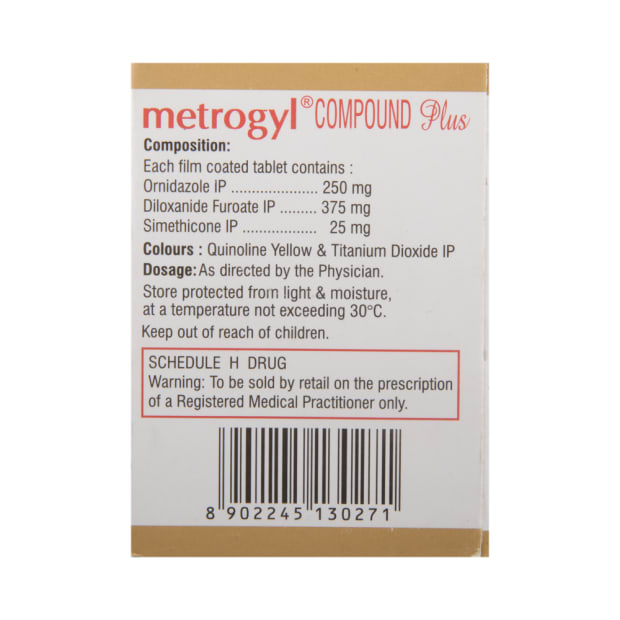 metrogyl® COMPOUND Plus
Composition:
Each film coated tablet contains :
Ornidazole IP ..................... 250 mg
Diloxanide Furoate IP ......... 375 mg
Simethicone IP .................. 25 mg
Colours : Quinoline Yellow & Titanium Dioxide IP
Dosage: As directed by the Physician.
Store protected from light & moisture,
at a temperature not exceeding 30°C.
Keep out of reach of children.
SCHEDULE H DRUG
Warning: To be sold by retail on the prescription
of a Registered Medical Practitioner only.
8 902245 130271